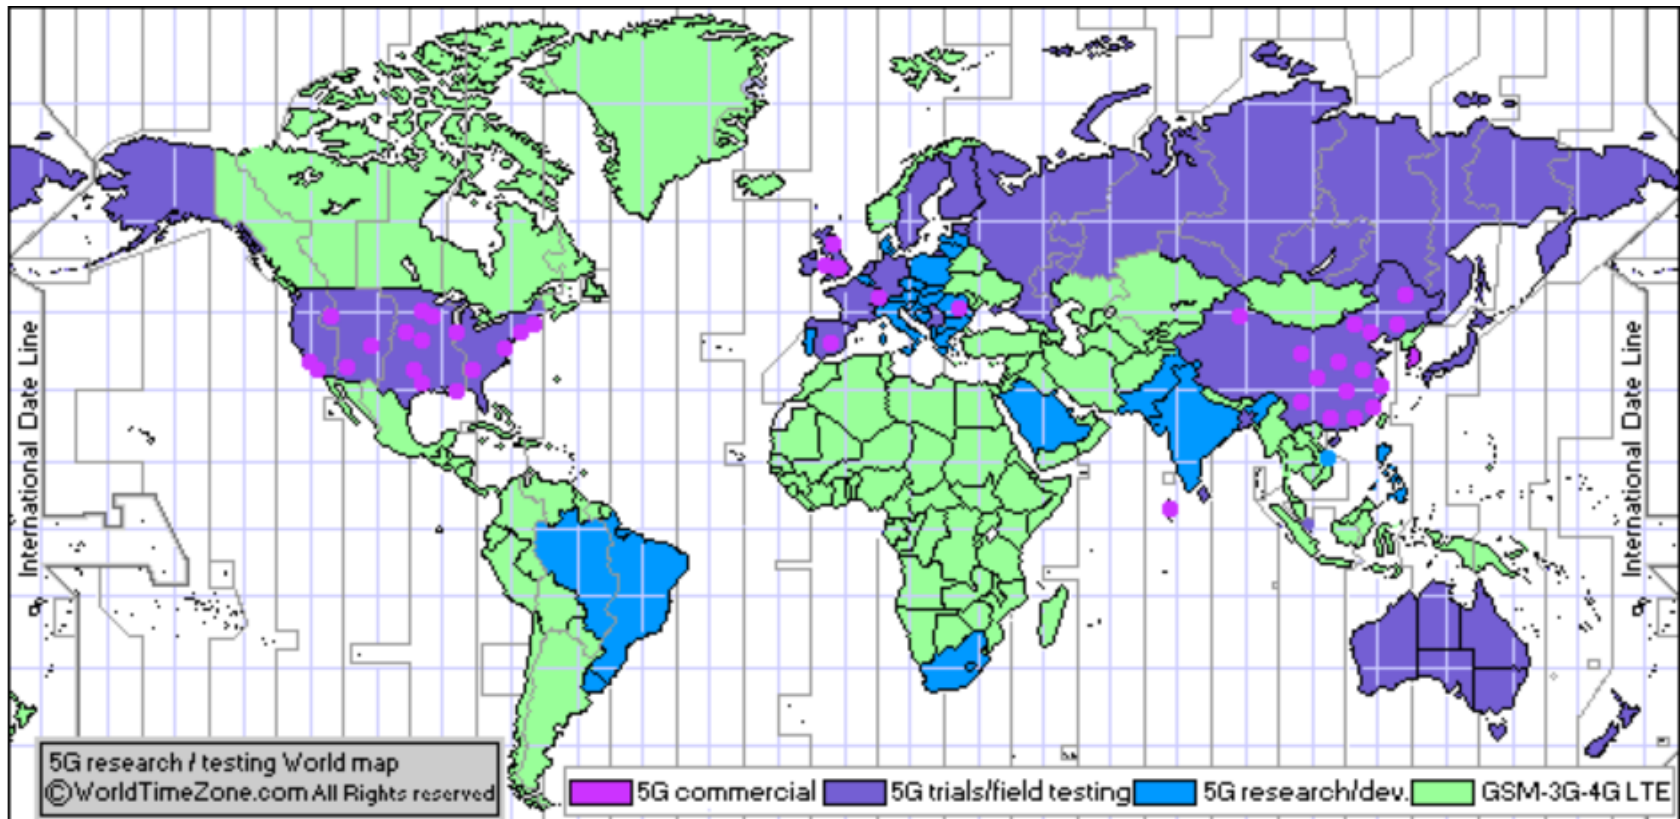 International Date Line
International Date Line
5G research / testing World map
©WorldTimeZone.com All Rights reserved
5G commercial 5G trials/field testing 5G research/dev. GSM-3G-4G LTE